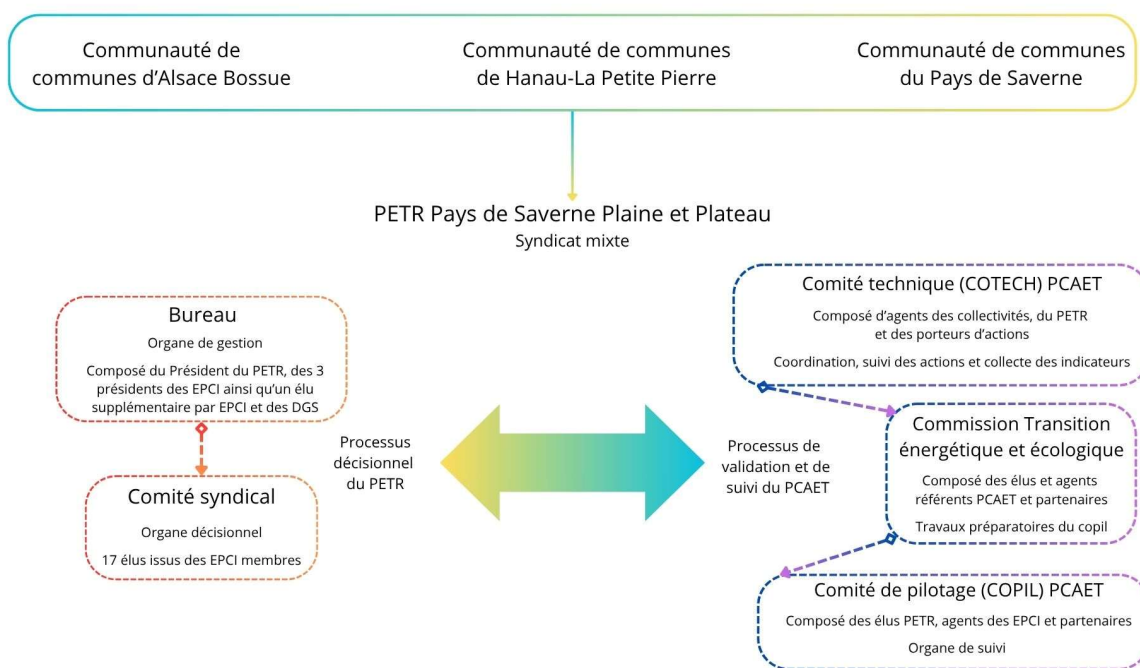 Communauté de
communes d'Alsace Bossue
Communauté de communes
de Hanau-La Petite Pierre
Communauté de communes
du Pays de Saverne
PETR Pays de Saverne Plaine et Plateau
Syndicat mixte
Bureau
Organe de gestion
Composé du Président du PETR, des 3
présidents des EPCI ainsi qu'un élu
supplémentaire par EPCI et des DGS
Comité syndical
Organe décisionnel
17 élus issus des EPCI membres
Processus
décisionnel
du PETR
Processus de
validation et de
suivi du PCAET
Comité technique (COTECH) PCAET
Composé d'agents des collectivités, du PETR
et des porteurs d'actions
Coordination, suivi des actions et collecte des indicateurs
Commission Transition
énergétique et écologique
Composé des élus et agents
référents PCAET et partenaires
Travaux préparatoires du copil
Comité de pilotage (COPIL) PCAET
Composé des élus PETR, agents des EPCI et partenaires
Organe de suivi